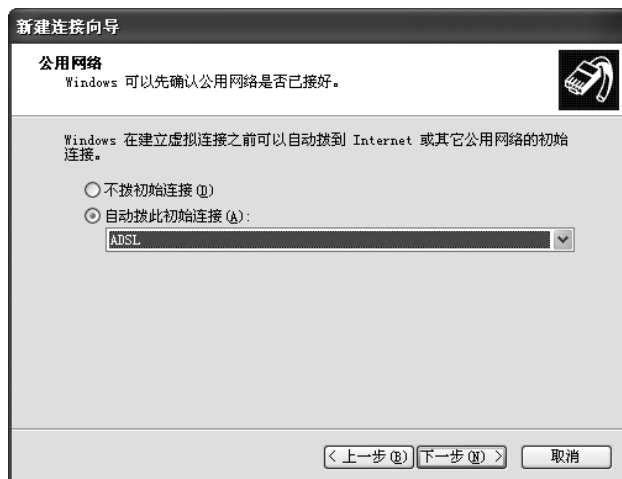 新建连接向导
公用网络
Windows 可以先确认公用网络是否已接好。
Windows 在建立虚拟连接之前可以自动拨到 Internet 或其它公用网络的初始
连接。
不拨初始连接(D)
自动拨此初始连接(A):
ADSL
< 上一步(B) 下一步(N) > 取消